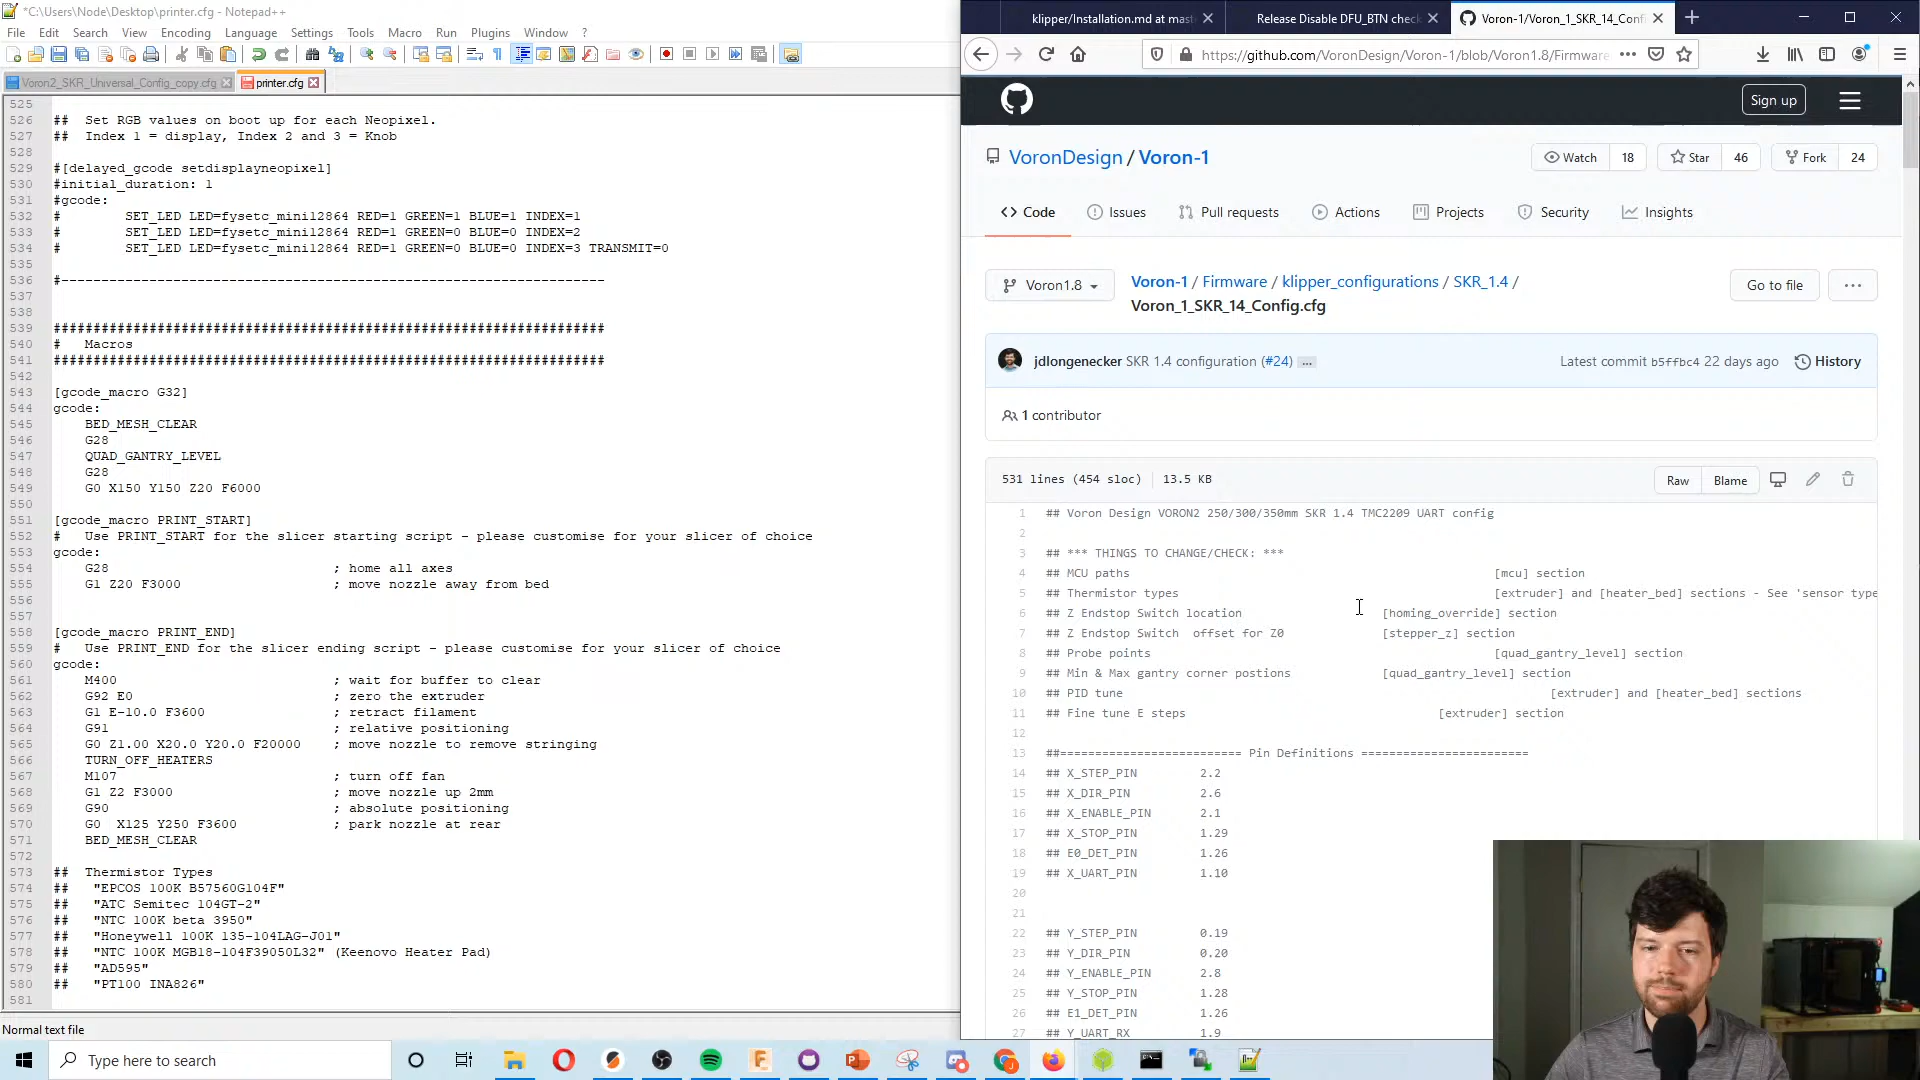 *C:\Users\Node\Desktop\printer.cfg - Notepad++
File Edit Search View Encoding Language Settings Tools Macro Run Plugins Window ?
Voron2_SKR_Universal_Config_copy.cfg
printer.cfg
525
526 ## Set RGB values on boot up for each Neopixel.
527 ## Index 1 = display, Index 2 and 3 = Knob
528
529 #[delayed_gcode setdisplayneopixel]
530 #initial_duration: 1
531 #gcode:
532 # SET_LED LED=fysetc_mini12864 RED=1 GREEN=1 BLUE=1 INDEX=1
533 # SET_LED LED=fysetc_mini12864 RED=1 GREEN=0 BLUE=0 INDEX=2
534 # SET_LED LED=fysetc_mini12864 RED=1 GREEN=0 BLUE=0 INDEX=3 TRANSMIT=0
535
536 #--------------------------------------------------------------------
537
538
539 #####################################################################
540 # Macros
541 #####################################################################
542
543 [gcode_macro G32]
544 gcode:
545 BED_MESH_CLEAR
546 G28
547 QUAD_GANTRY_LEVEL
548 G28
549 G0 X150 Y150 Z20 F6000
550
551 [gcode_macro PRINT_START]
552 # Use PRINT_START for the slicer starting script - please customise for your slicer of choice
553 gcode:
554 G28 ; home all axes
555 G1 Z20 F3000 ; move nozzle away from bed
556
557
558 [gcode_macro PRINT_END]
559 # Use PRINT_END for the slicer ending script - please customise for your slicer of choice
560 gcode:
561 M400 ; wait for buffer to clear
562 G92 E0 ; zero the extruder
563 G1 E-10.0 F3600 ; retract filament
564 G91 ; relative positioning
565 G0 Z1.00 X20.0 Y20.0 F20000 ; move nozzle to remove stringing
566 TURN_OFF_HEATERS
567 M107 ; turn off fan
568 G1 Z2 F3000 ; move nozzle up 2mm
569 G90 ; absolute positioning
570 G0 X125 Y250 F3600 ; park nozzle at rear
571 BED_MESH_CLEAR
572
573 ## Thermistor Types
574 ## "EPCOS 100K B57560G104F"
575 ## "ATC Semitec 104GT-2"
576 ## "NTC 100K beta 3950"
577 ## "Honeywell 100K 135-104LAG-J01"
578 ## "NTC 100K MGB18-104F39050L32" (Keenovo Heater Pad)
579 ## "AD595"
580 ## "PT100 INA826"
581
Normal text file
klipper/Installation.md at mast
Release Disable DFU_BTN check
Voron-1/Voron_1_SKR_14_Confi
https://github.com/VoronDesign/Voron-1/blob/Voron1.8/Firmware
Sign up
VoronDesign / Voron-1
Watch 18 Star 46 Fork 24
Code Issues Pull requests Actions Projects Security Insights
Voron1.8
Voron-1 / Firmware / klipper_configurations / SKR_1.4 /
Voron_1_SKR_14_Config.cfg
Go to file
jdlongenecker SKR 1.4 configuration (#24) ...
Latest commit b5ffbc4 22 days ago History
1 contributor
531 lines (454 sloc) 13.5 KB
Raw Blame
1 ## Voron Design VORON2 250/300/350mm SKR 1.4 TMC2209 UART config
2
3 ## *** THINGS TO CHANGE/CHECK: ***
4 ## MCU paths [mcu] section
5 ## Thermistor types [extruder] and [heater_bed] sections - See 'sensor type
6 ## Z Endstop Switch location [homing_override] section
7 ## Z Endstop Switch offset for Z0 [stepper_z] section
8 ## Probe points [quad_gantry_level] section
9 ## Min & Max gantry corner postions [quad_gantry_level] section
10 ## PID tune [extruder] and [heater_bed] sections
11 ## Fine tune E steps [extruder] section
12
13 ##========================== Pin Definitions ========================
14 ## X_STEP_PIN 2.2
15 ## X_DIR_PIN 2.6
16 ## X_ENABLE_PIN 2.1
17 ## X_STOP_PIN 1.29
18 ## E0_DET_PIN 1.26
19 ## X_UART_PIN 1.10
20
21
22 ## Y_STEP_PIN 0.19
23 ## Y_DIR_PIN 0.20
24 ## Y_ENABLE_PIN 2.8
25 ## Y_STOP_PIN 1.28
26 ## E1_DET_PIN 1.26
27 ## Y_UART_RX 1.9
Type here to search